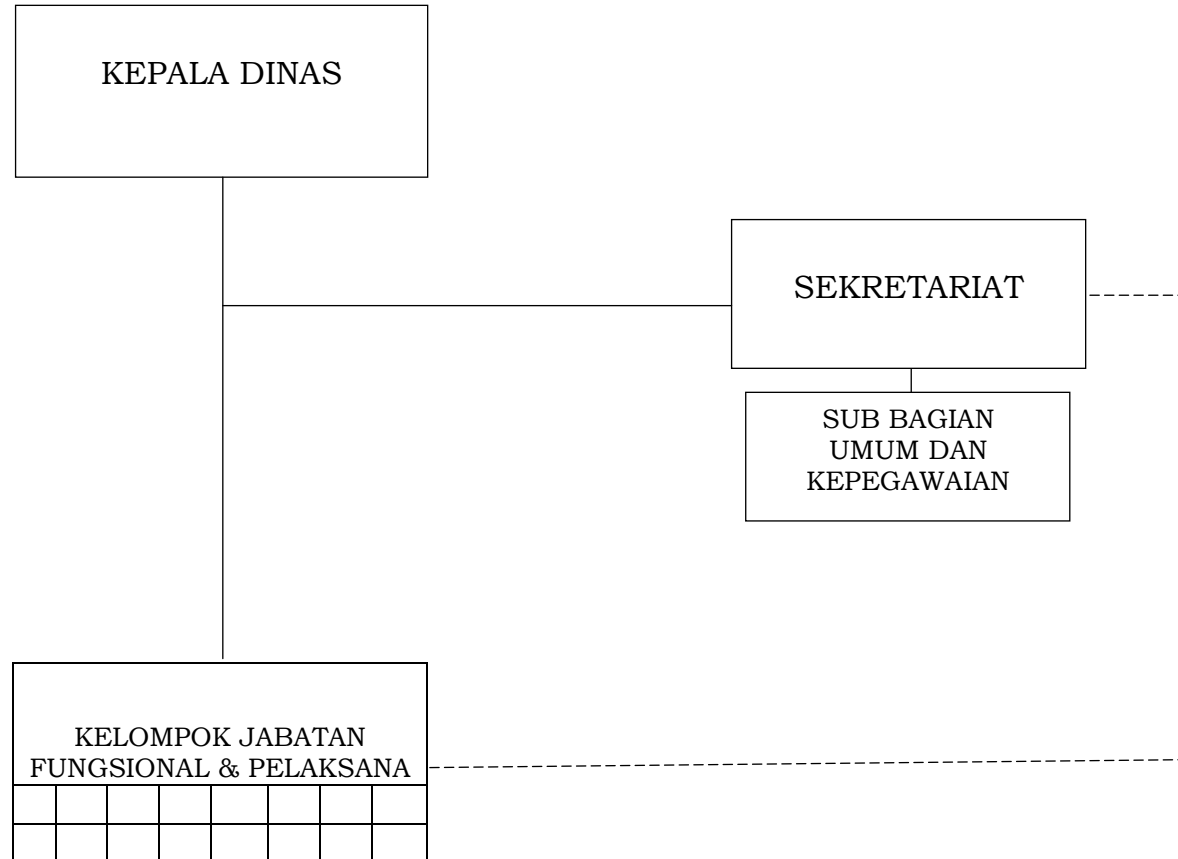 KEPALA DINAS
SEKRETARIAT
SUB BAGIAN
UMUM DAN
KEPEGAWAIAN
KELOMPOK JABATAN
FUNGSIONAL & PELAKSANA